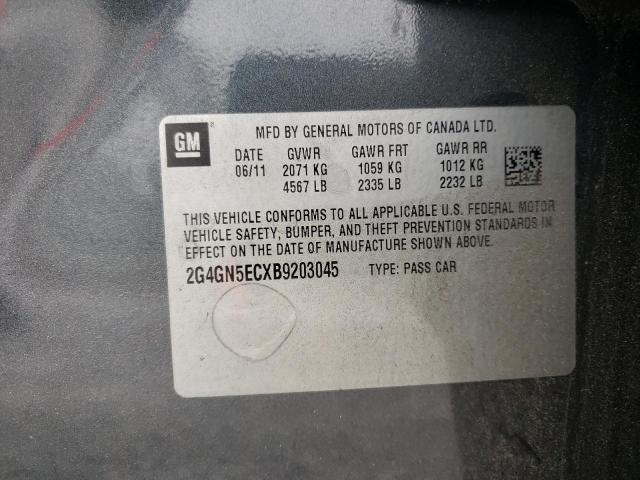 GM ®
MFD BY GENERAL MOTORS OF CANADA LTD.
DATE GVWR GAWR FRT GAWR RR
06/11 2071 KG 1059 KG 1012 KG
4567 LB 2335 LB 2232 LB
THIS VEHICLE CONFORMS TO ALL APPLICABLE U.S. FEDERAL MOTOR
VEHICLE SAFETY, BUMPER, AND THEFT PREVENTION STANDARDS IN
EFFECT ON THE DATE OF MANUFACTURE SHOWN ABOVE.
2G4GN5ECXB9203045 TYPE: PASS CAR